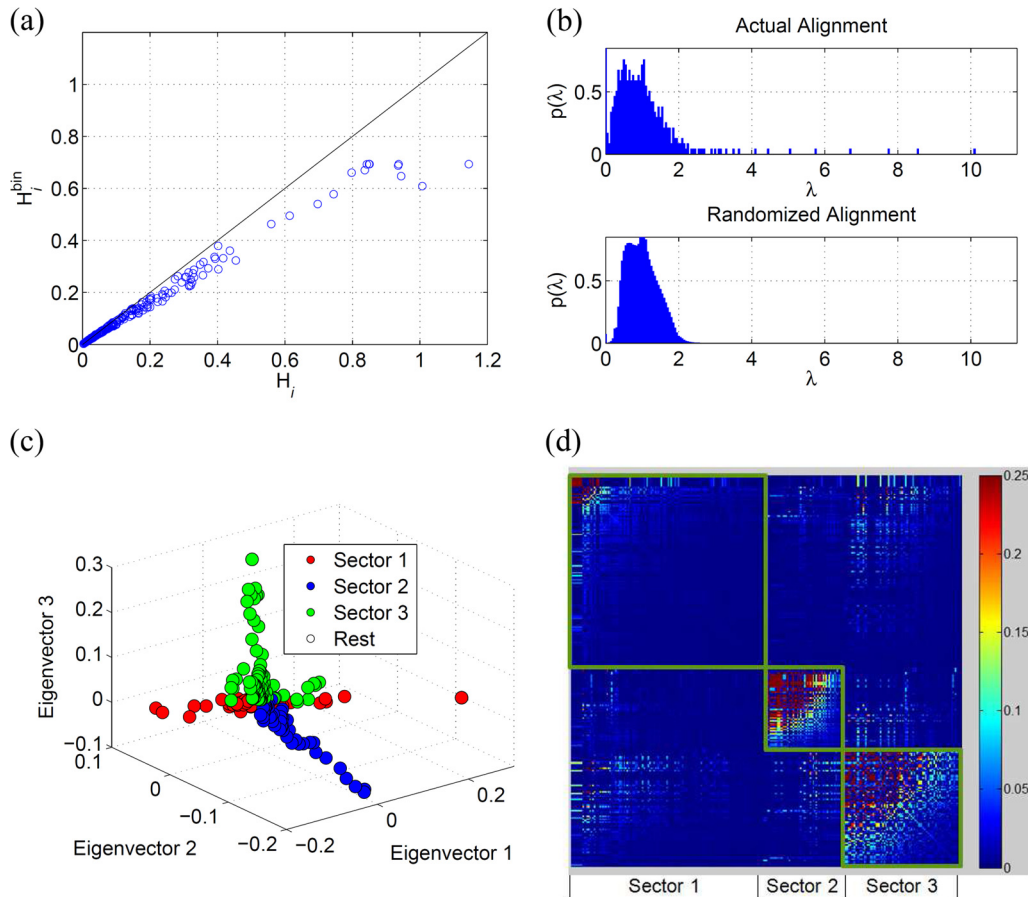 (a)
1
0.8
0.6
0.4
0.2
0
0 0.2 0.4 0.6 0.8 1 1.2
H_i^bin
H_i
(b)
Actual Alignment
0.5
0
0 2 4 6 8 10
p(λ)
λ
Randomized Alignment
0.5
0
0 2 4 6 8 10
p(λ)
λ
(c)
0.3
0.2
0.1
0
−0.1
Eigenvector 3
0.1
0
−0.1
−0.2
Eigenvector 2
−0.2
0
0.2
Eigenvector 1
Sector 1
Sector 2
Sector 3
Rest
(d)
0.25
0.2
0.15
0.1
0.05
0
Sector 1 Sector 2 Sector 3